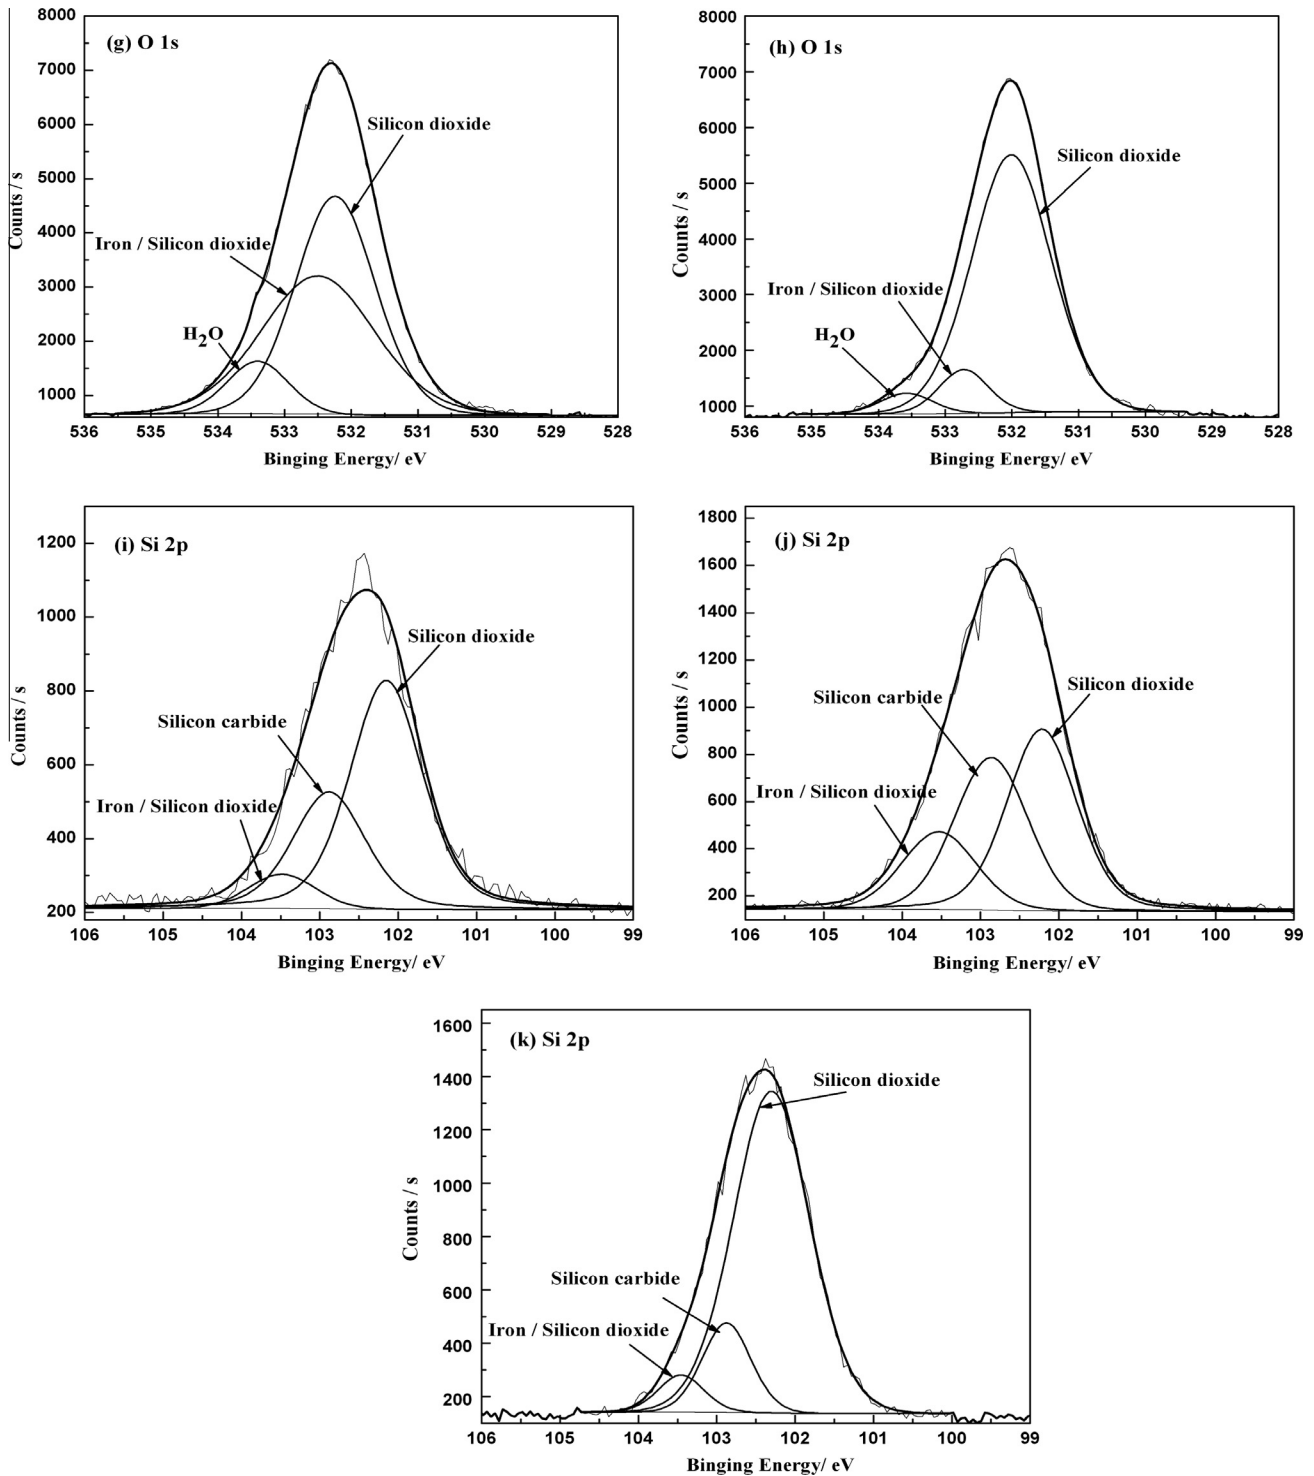 (g) O 1s
8000
7000
6000
5000
4000
3000
2000
1000
Counts / s
Silicon dioxide
Iron / Silicon dioxide
H2O
536 535 534 533 532 531 530 529 528
Binging Energy/ eV
(h) O 1s
8000
7000
6000
5000
4000
3000
2000
1000
Counts / s
Silicon dioxide
Iron / Silicon dioxide
H2O
536 535 534 533 532 531 530 529 528
Binging Energy/ eV
(i) Si 2p
1200
1000
800
600
400
200
Counts / s
Silicon dioxide
Silicon carbide
Iron / Silicon dioxide
106 105 104 103 102 101 100 99
Binging Energy/ eV
(j) Si 2p
1800
1600
1400
1200
1000
800
600
400
200
Counts / s
Silicon dioxide
Silicon carbide
Iron / Silicon dioxide
106 105 104 103 102 101 100 99
Binging Energy/ eV
(k) Si 2p
1600
1400
1200
1000
800
600
400
200
Counts / s
Silicon dioxide
Silicon carbide
Iron / Silicon dioxide
106 105 104 103 102 101 100 99
Binging Energy/ eV